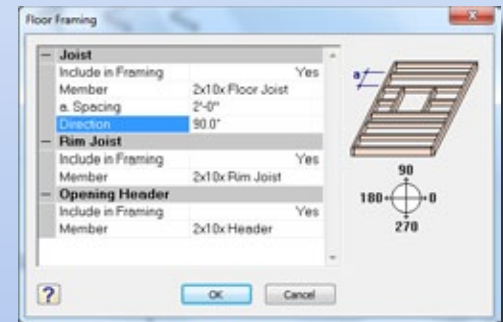 Floor Framing
Joist
Include in Framing Yes
Member 2x10x Floor Joist
a. Spacing 2'-0"
Direction 90.0°
Rim Joist
Include in Framing Yes
Member 2x10x Rim Joist
Opening Header
Include in Framing Yes
Member 2x10x Header
a
90
180 0
270
? OK Cancel